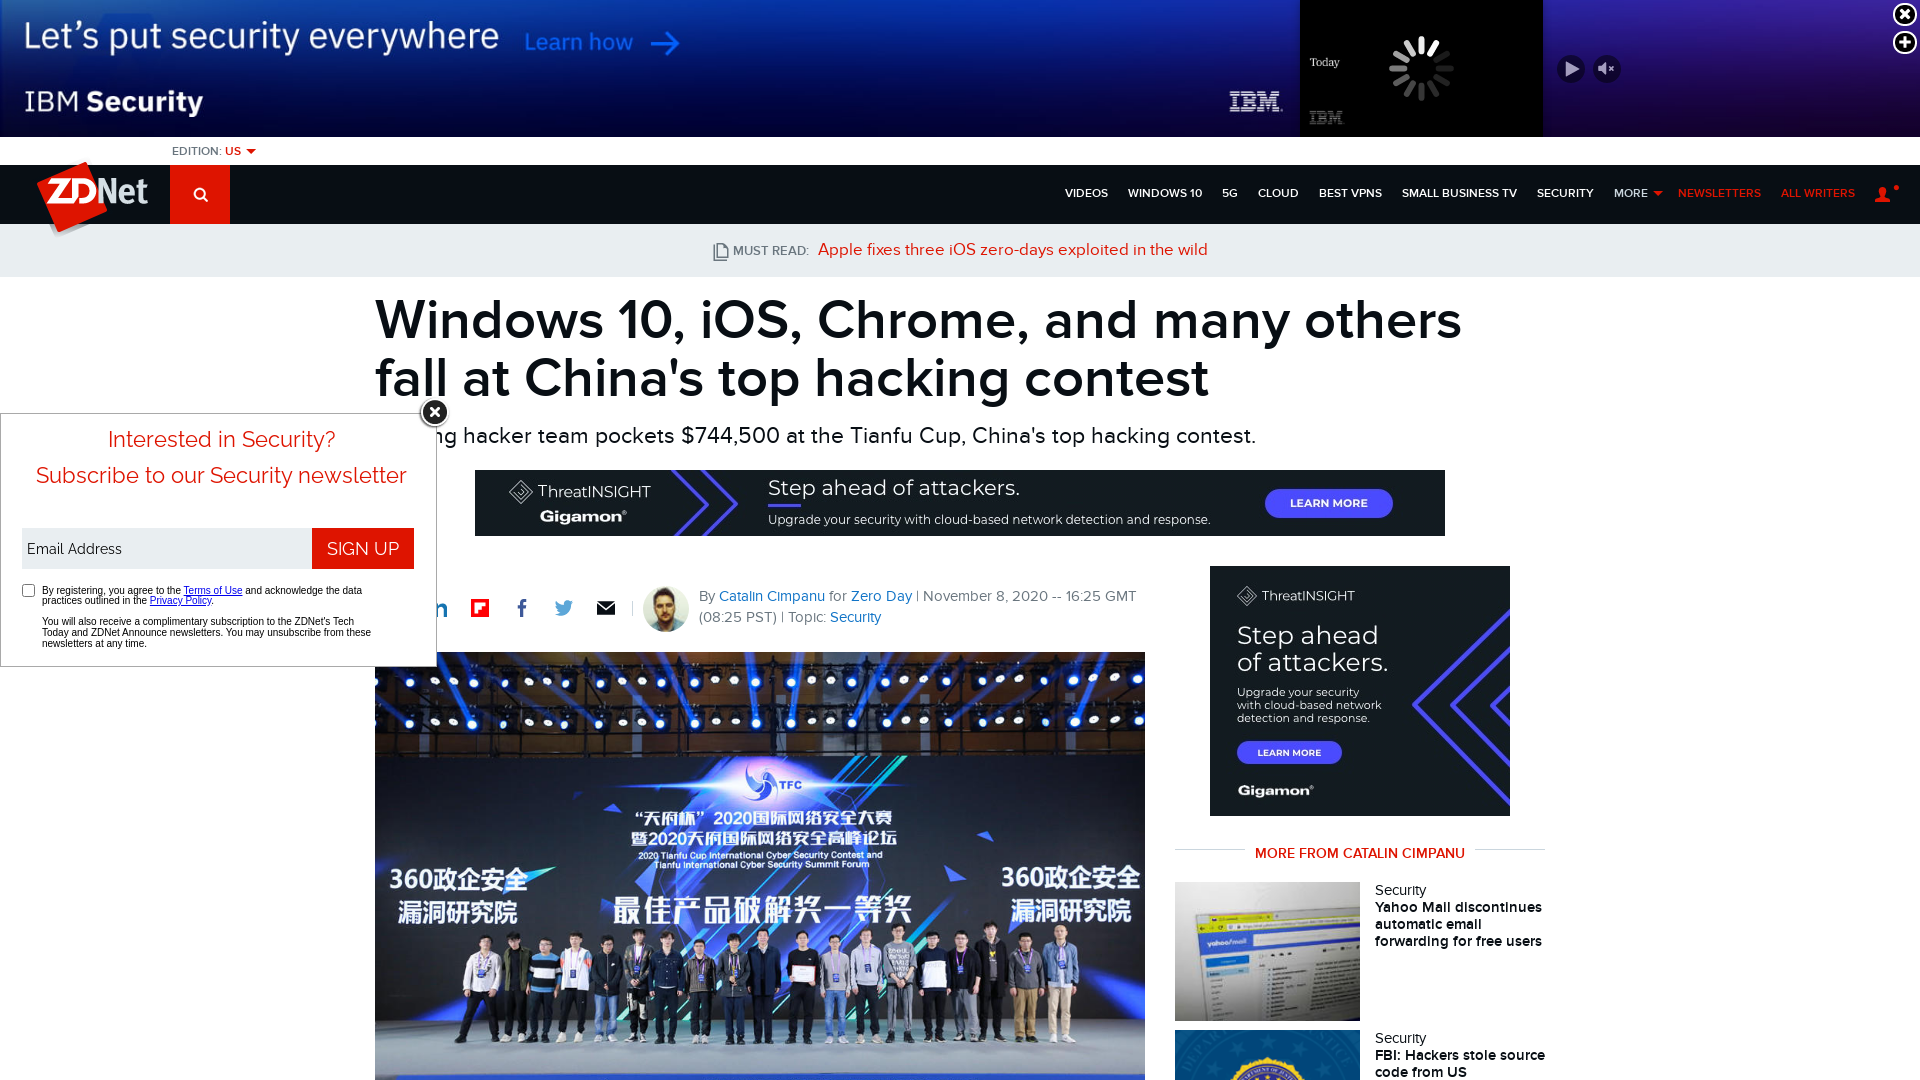 Let's put security everywhere
Learn how
IBM Security
IBM
Today
IBM
EDITION: US
ZDNet
VIDEOS
WINDOWS 10
5G
CLOUD
BEST VPNS
SMALL BUSINESS TV
SECURITY
MORE
NEWSLETTERS
ALL WRITERS
MUST READ: Apple fixes three iOS zero-days exploited in the wild
Windows 10, iOS, Chrome, and many others
fall at China's top hacking contest
ng hacker team pockets $744,500 at the Tianfu Cup, China's top hacking contest.
Interested in Security?
Subscribe to our Security newsletter
Email Address
SIGN UP
By registering, you agree to the Terms of Use and acknowledge the data
practices outlined in the Privacy Policy.
You will also receive a complimentary subscription to the ZDNet's Tech
Today and ZDNet Announce newsletters. You may unsubscribe from these
newsletters at any time.
ThreatINSIGHT
Gigamon®
Step ahead of attackers.
Upgrade your security with cloud-based network detection and response.
LEARN MORE
By Catalin Cimpanu for Zero Day | November 8, 2020 -- 16:25 GMT
(08:25 PST) | Topic: Security
TFC
“天府杯”2020国际网络安全大赛
暨2020天府国际网络安全高峰论坛
2020 Tianfu Cup International Cyber Security Contest and
Tianfu International Cyber Security Summit Forum
360政企安全
漏洞研究院
最佳产品破解奖一等奖
360政企安全
漏洞研究院
ThreatINSIGHT
Step ahead
of attackers.
Upgrade your security
with cloud-based network
detection and response.
LEARN MORE
Gigamon®
MORE FROM CATALIN CIMPANU
yahoo!mail
Security
Yahoo Mail discontinues
automatic email
forwarding for free users
Security
FBI: Hackers stole source
code from US